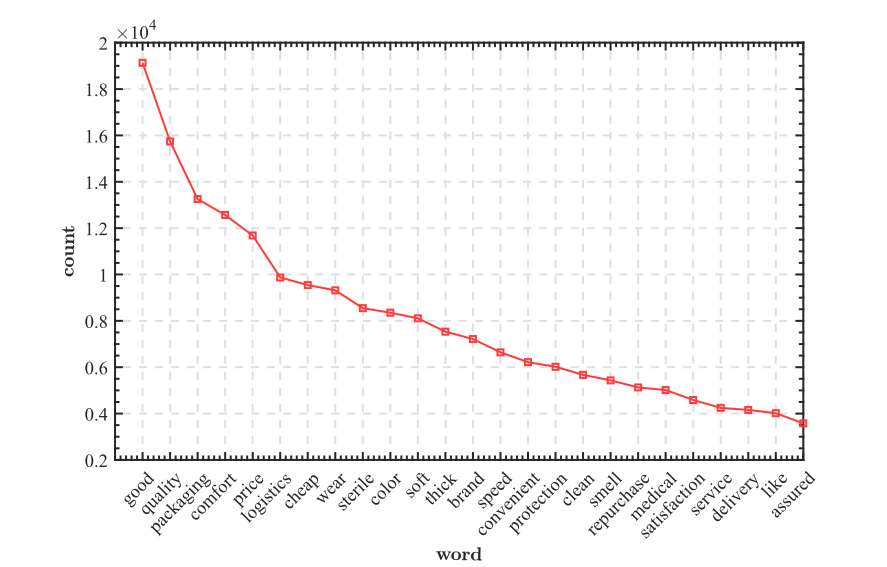 ×10⁴
2
1.8
1.6
1.4
1.2
1
0.8
0.6
0.4
0.2
count
good
quality
packaging
comfort
price
logistics
cheap
wear
sterile
color
soft
thick
brand
speed
convenient
protection
clean
smell
repurchase
medical
satisfaction
service
delivery
like
assured
word